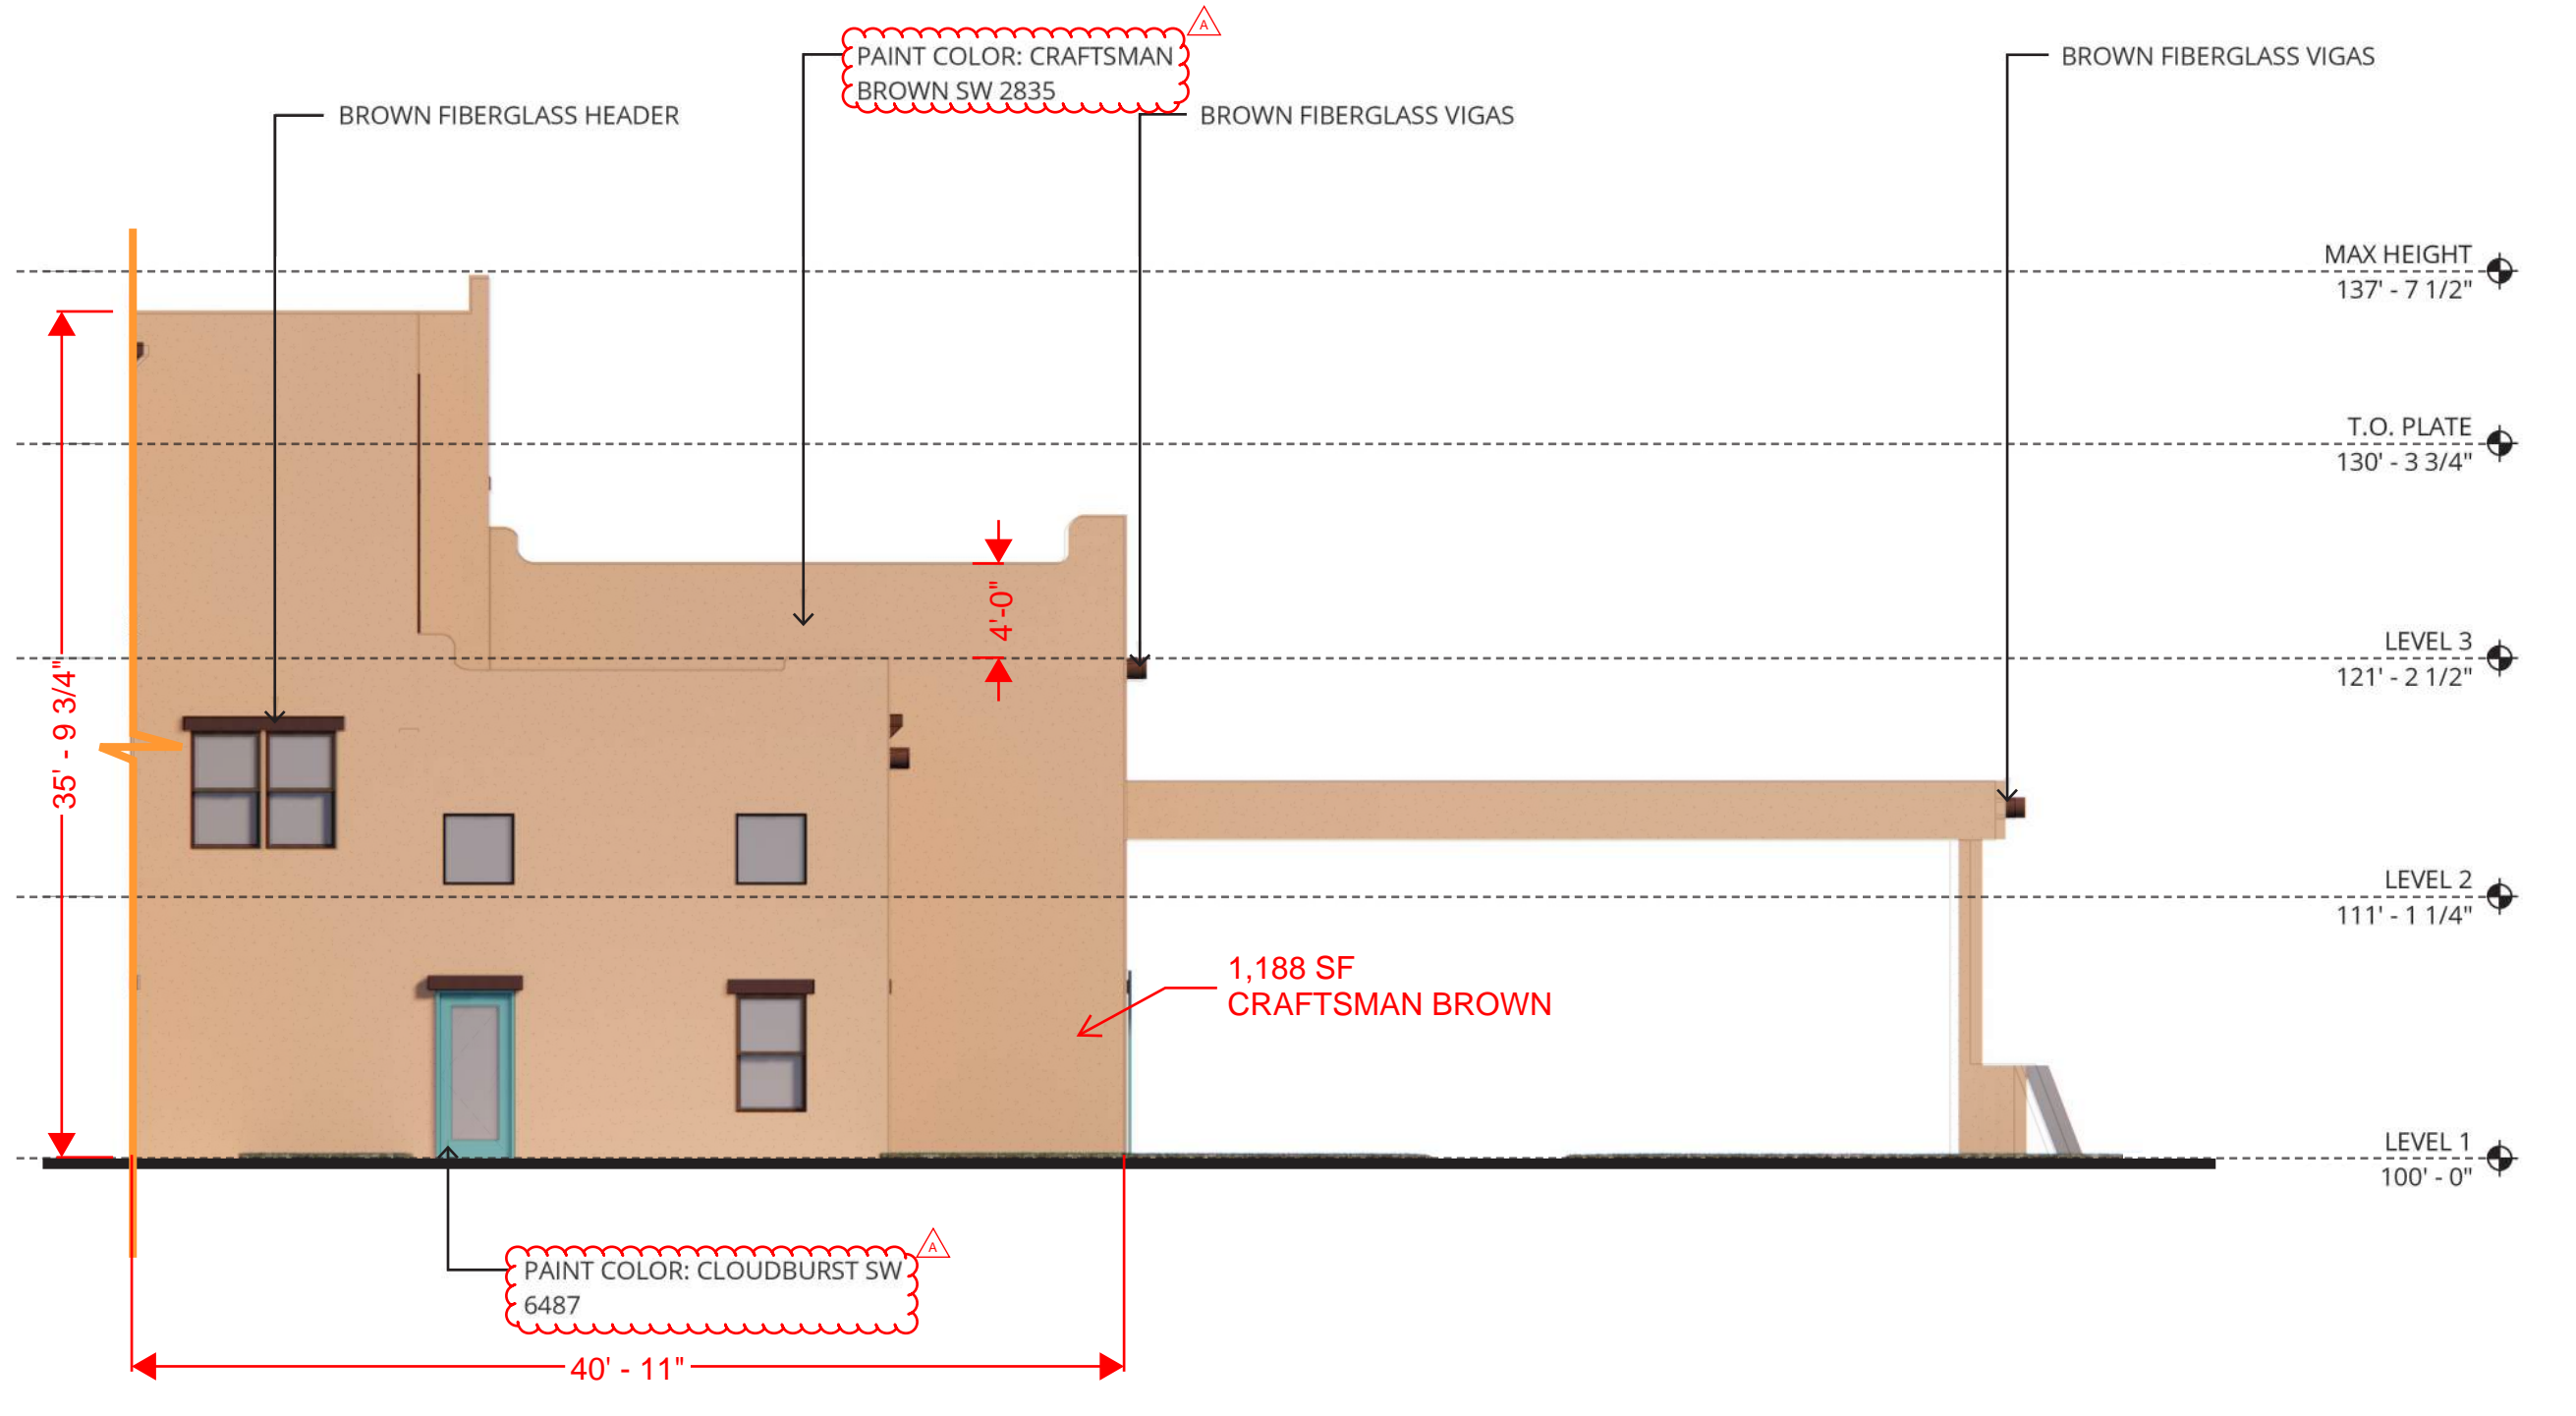 A
PAINT COLOR: CRAFTSMAN
BROWN SW 2835
BROWN FIBERGLASS VIGAS
BROWN FIBERGLASS HEADER
BROWN FIBERGLASS VIGAS
MAX HEIGHT
137' - 7 1/2"
T.O. PLATE
130' - 3 3/4"
4'-0"
LEVEL 3
121' - 2 1/2"
35' - 9 3/4"
LEVEL 2
111' - 1 1/4"
1,188 SF
CRAFTSMAN BROWN
LEVEL 1
100' - 0"
A
PAINT COLOR: CLOUDBURST SW
6487
40' - 11"